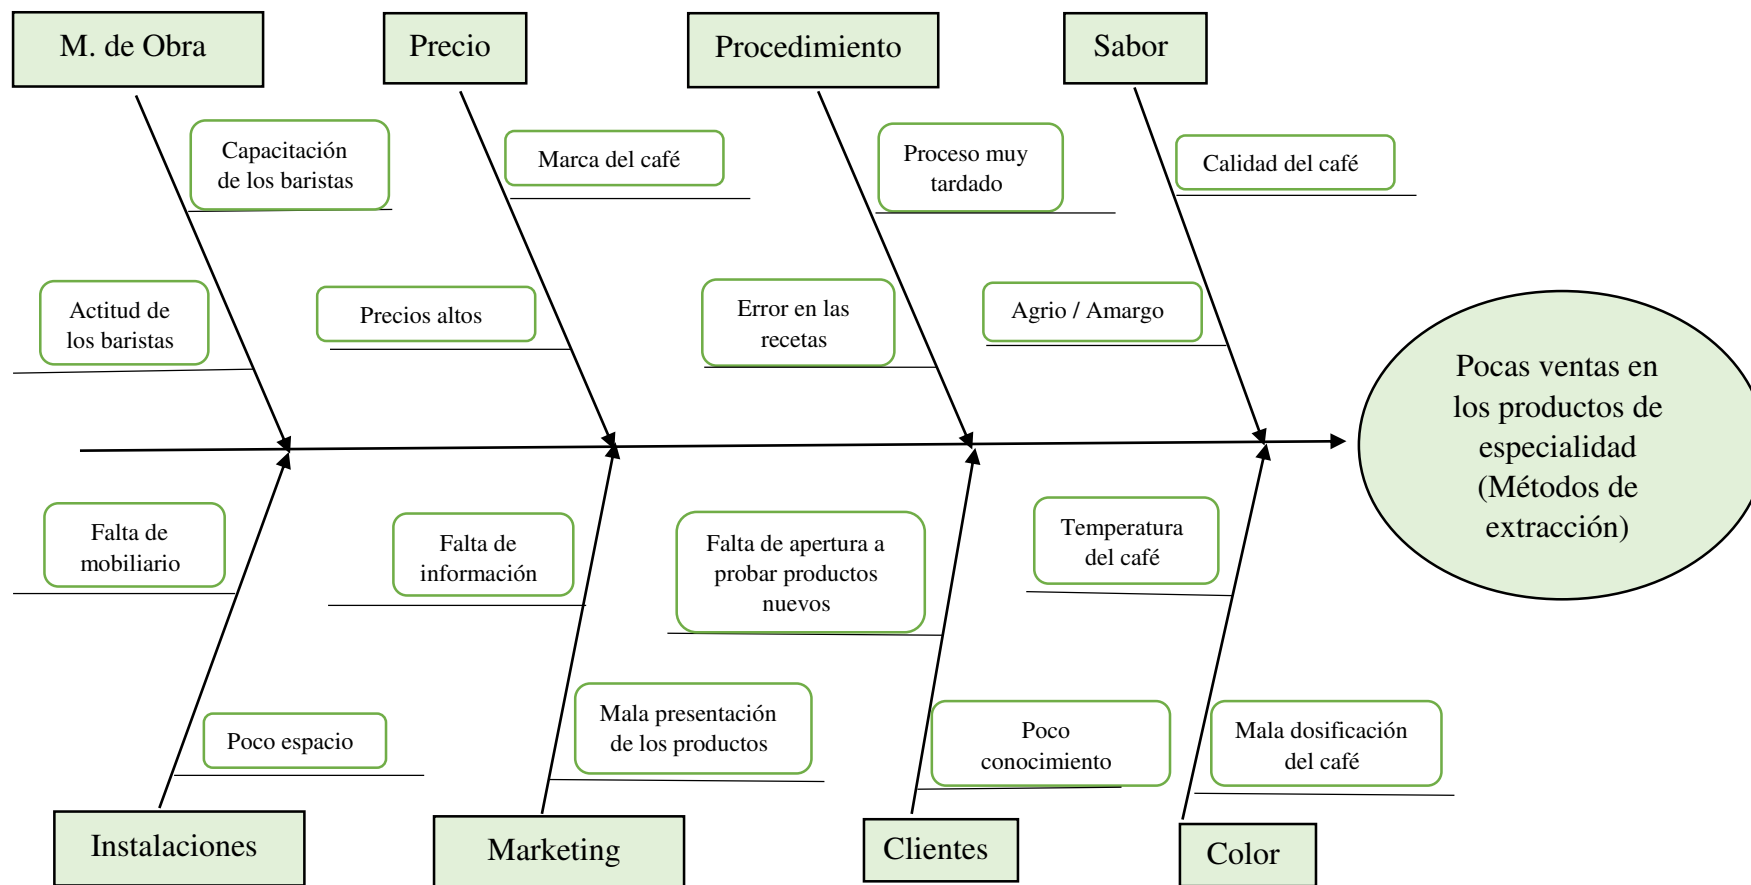 M. de Obra
Precio
Procedimiento
Sabor
Capacitación
de los baristas
Marca del café
Proceso muy
tardado
Calidad del café
Actitud de
los baristas
Precios altos
Error en las
recetas
Agrio / Amargo
Pocas ventas en
los productos de
especialidad
(Métodos de
extracción)
Falta de
mobiliario
Falta de
información
Falta de apertura a
probar productos
nuevos
Temperatura
del café
Poco espacio
Mala presentación
de los productos
Poco
conocimiento
Mala dosificación
del café
Instalaciones
Marketing
Clientes
Color